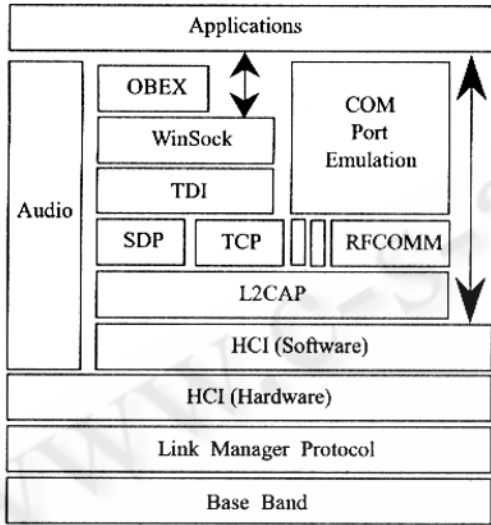 Applications
OBEX
COM
Port
Emulation
WinSock
TDI
Audio
SDP
TCP
RFCOMM
L2CAP
HCI (Software)
HCI (Hardware)
Link Manager Protocol
Base Band